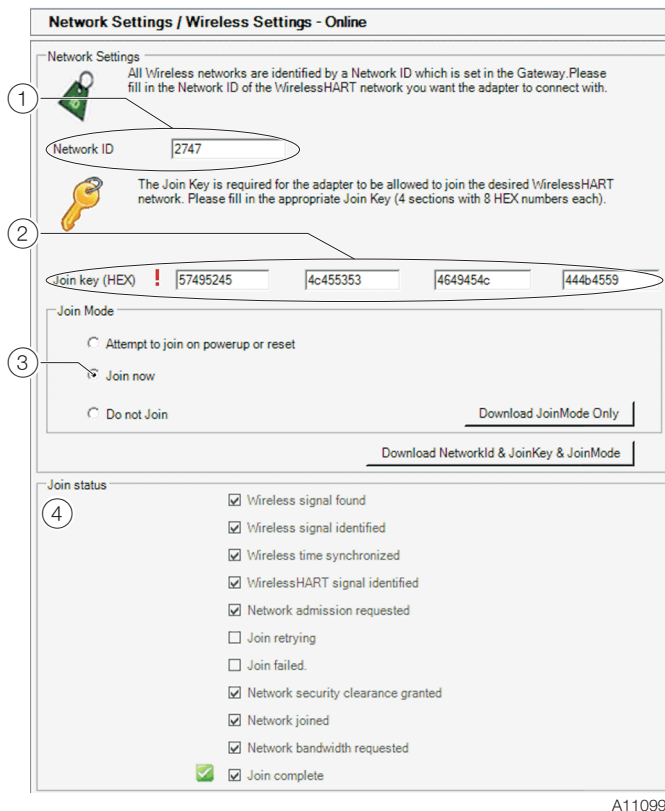 Network Settings / Wireless Settings - Online
Network Settings
All Wireless networks are identified by a Network ID which is set in the Gateway.Please
fill in the Network ID of the WirelessHART network you want the adapter to connect with.
1
Network ID 2747
The Join Key is required for the adapter to be allowed to join the desired WirelessHART
network. Please fill in the appropriate Join Key (4 sections with 8 HEX numbers each).
2
Join key (HEX) ! 57495245 4c455353 4649454c 444b4559
Join Mode
Attempt to join on powerup or reset
3
Join now
Do not Join Download JoinMode Only
Download NetworkId & JoinKey & JoinMode
Join status
4
Wireless signal found
Wireless signal identified
Wireless time synchronized
WirelessHART signal identified
Network admission requested
Join retrying
Join failed.
Network security clearance granted
Network joined
Network bandwidth requested
Join complete
A11099